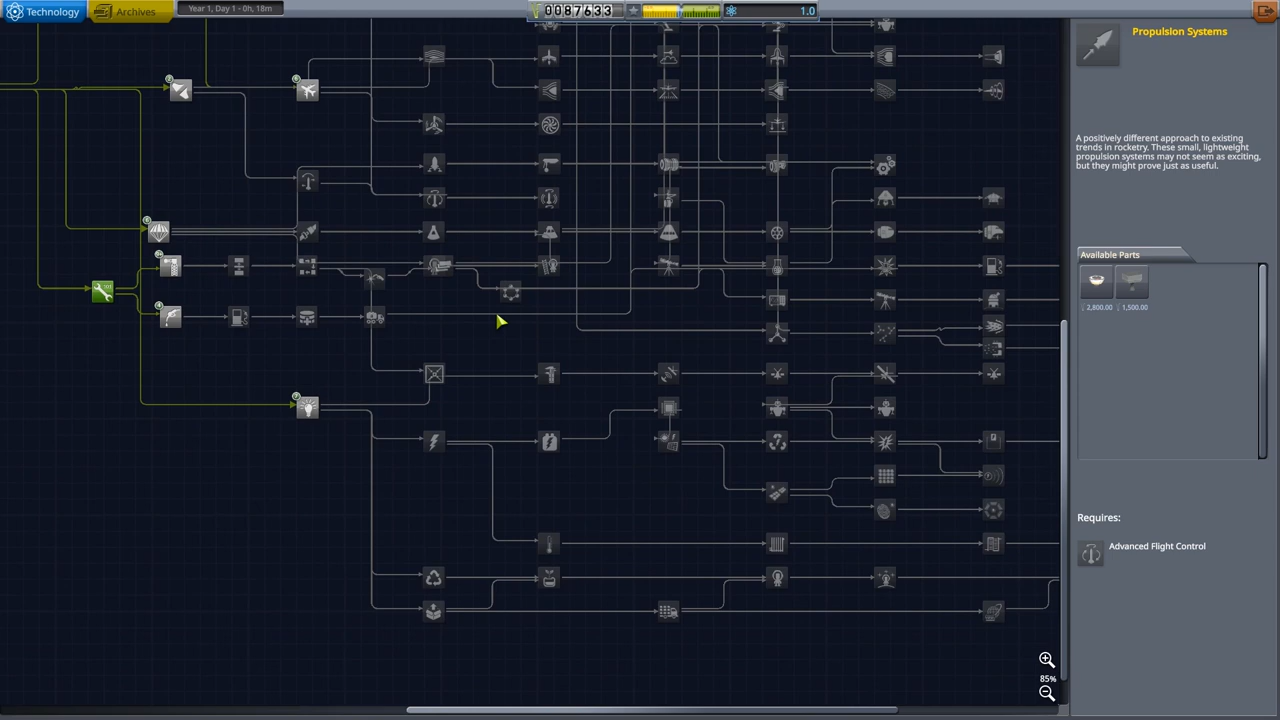 Technology
Archives
Year 1, Day 1 - 0h, 18m
0087633
1.0
Propulsion Systems
A positively different approach to existing
trends in rocketry. These small, lightweight
propulsion systems may not seem as exciting,
but they might prove just as useful.
Available Parts
2,800.00
1,500.00
Requires:
Advanced Flight Control
85%